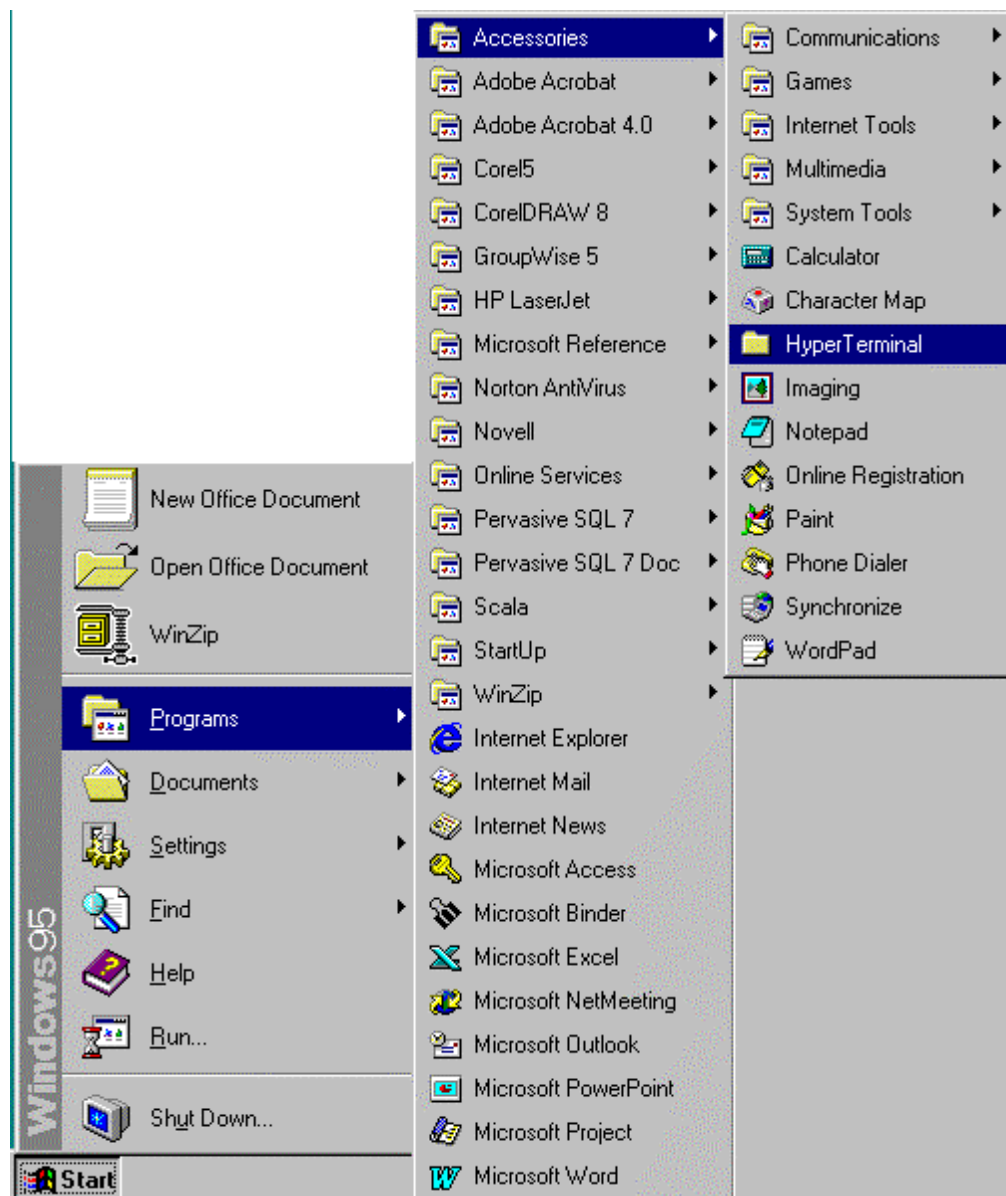 New Office Document
Open Office Document
WinZip
Programs
Documents
Settings
Find
Help
Run...
Shut Down...
Windows95
Start
Accessories
Adobe Acrobat
Adobe Acrobat 4.0
Corel5
CorelDRAW 8
GroupWise 5
HP LaserJet
Microsoft Reference
Norton AntiVirus
Novell
Online Services
Pervasive SQL 7
Pervasive SQL 7 Doc
Scala
StartUp
WinZip
Internet Explorer
Internet Mail
Internet News
Microsoft Access
Microsoft Binder
Microsoft Excel
Microsoft NetMeeting
Microsoft Outlook
Microsoft PowerPoint
Microsoft Project
Microsoft Word
Communications
Games
Internet Tools
Multimedia
System Tools
Calculator
Character Map
HyperTerminal
Imaging
Notepad
Online Registration
Paint
Phone Dialer
Synchronize
WordPad